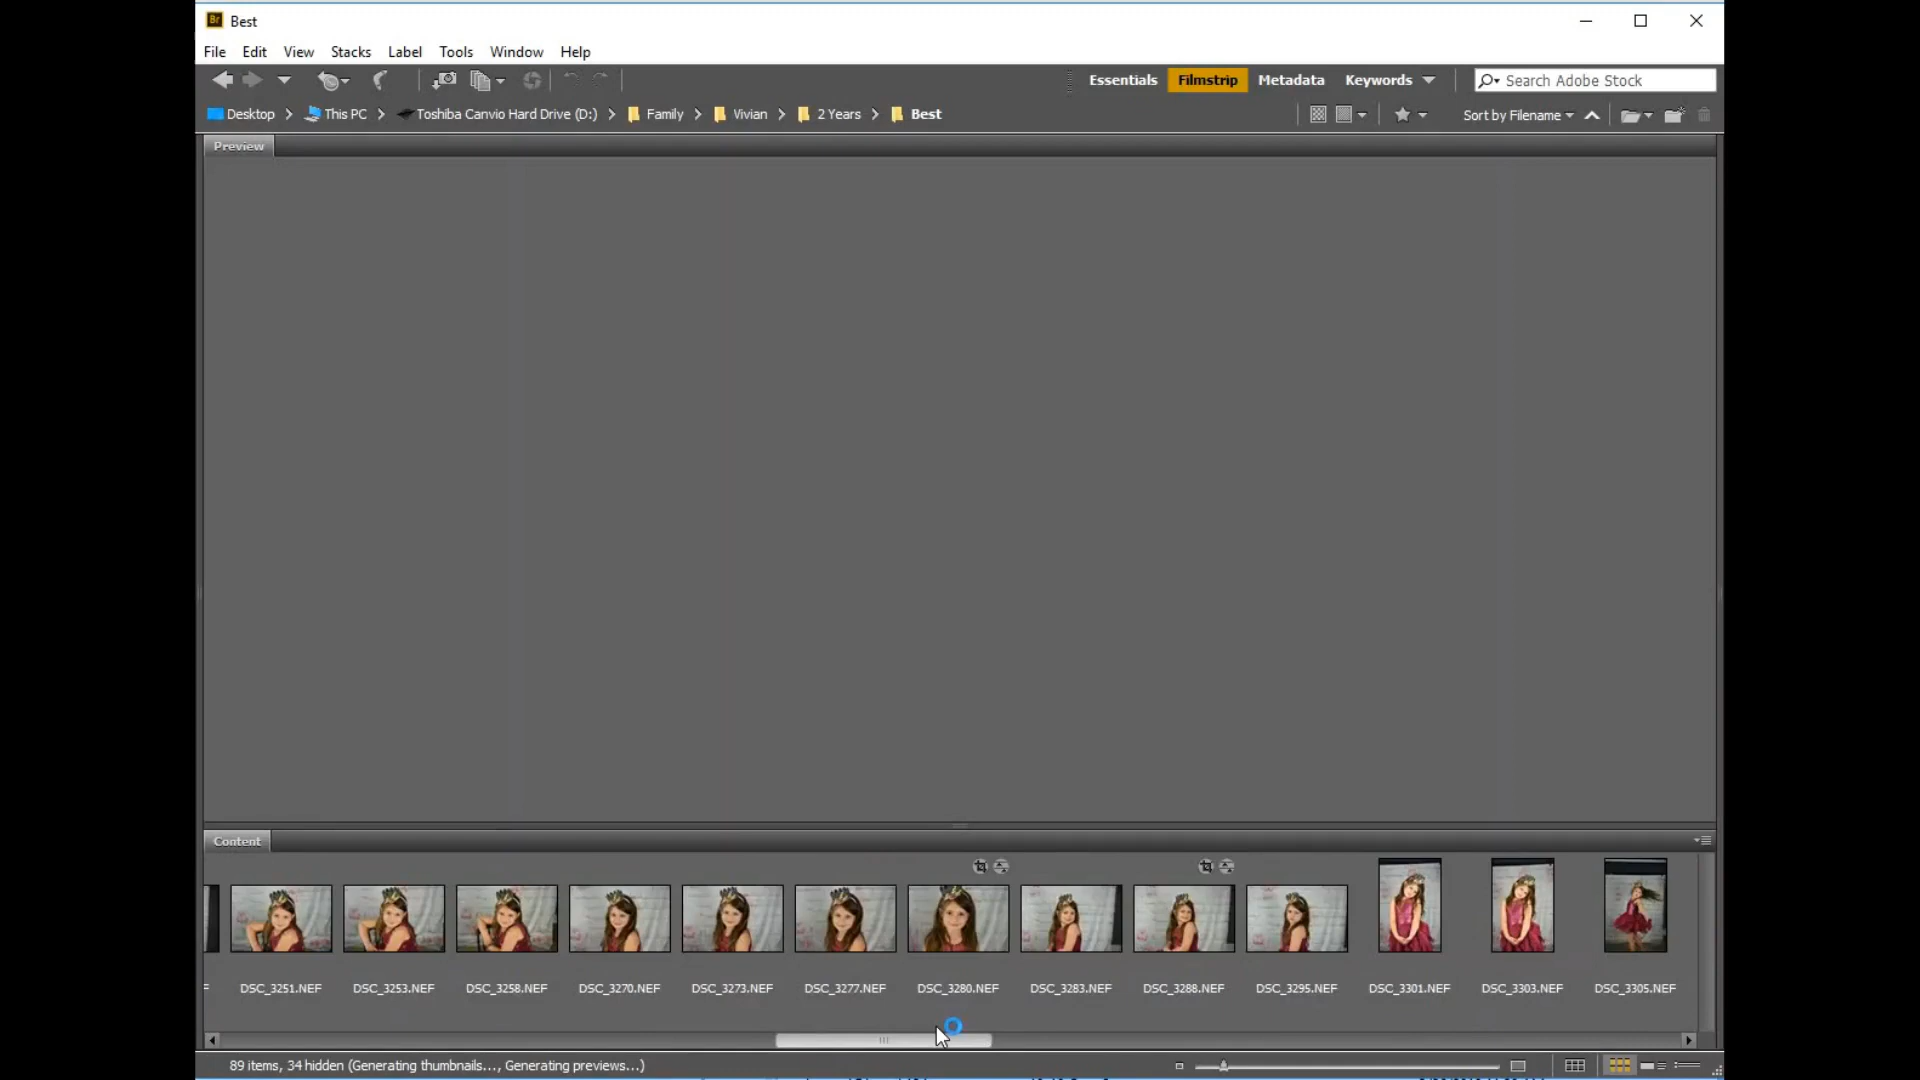 Br Best
File Edit View Stacks Label Tools Window Help
Essentials Filmstrip Metadata Keywords Search Adobe Stock
Desktop This PC Toshiba Canvio Hard Drive (D:) Family Vivian 2 Years Best Sort by Filename
Preview
Content
DSC_3251.NEF DSC_3253.NEF DSC_3258.NEF DSC_3270.NEF DSC_3273.NEF DSC_3277.NEF DSC_3280.NEF DSC_3283.NEF DSC_3288.NEF DSC_3295.NEF DSC_3301.NEF DSC_3303.NEF DSC_3305.NEF
89 items, 34 hidden (Generating thumbnails..., Generating previews...)